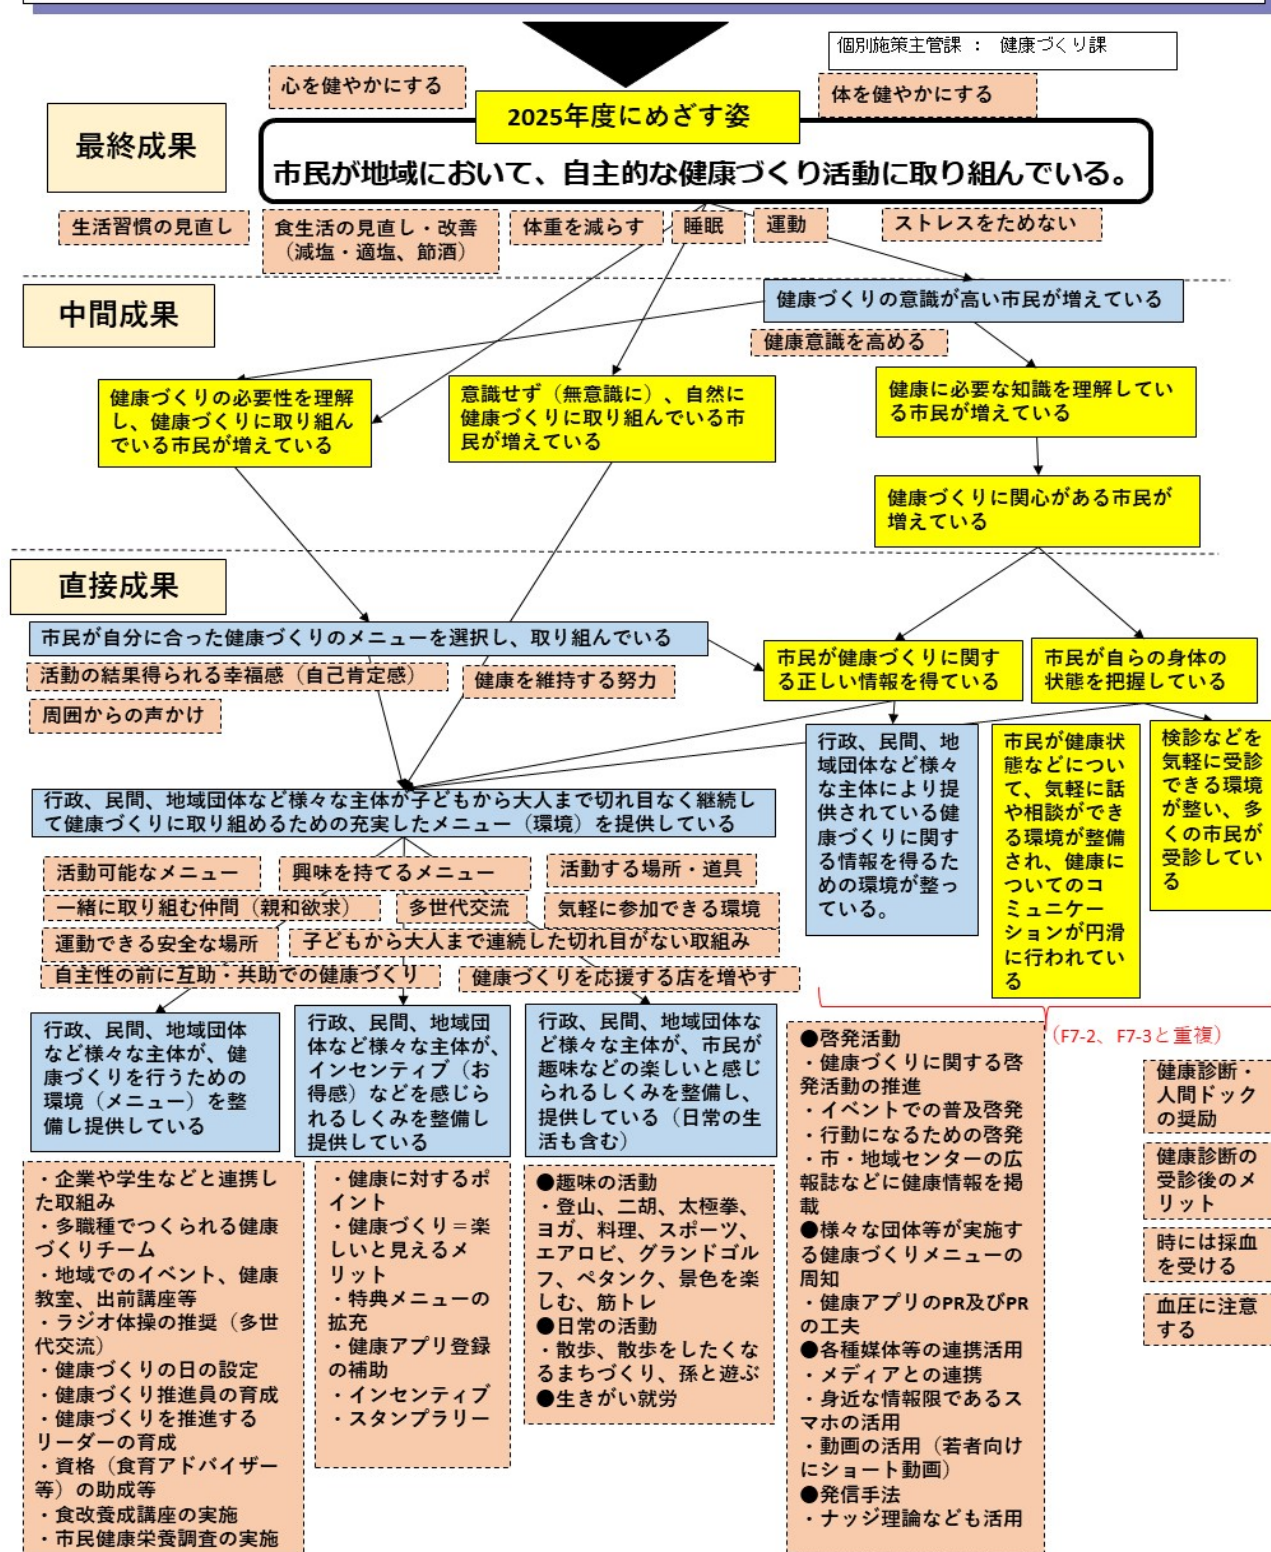 個別施策主管課 : 健康づくり課
心を健やかにする
体を健やかにする
2025年度にめざす姿
最終成果
市民が地域において、自主的な健康づくり活動に取り組んでいる。
生活習慣の見直し
食生活の見直し・改善
(減塩・適塩、節酒)
体重を減らす
睡眠
運動
ストレスをためない
中間成果
健康づくりの意識が高い市民が増えている
健康意識を高める
健康づくりの必要性を理解
し、健康づくりに取り組ん
でいる市民が増えている
意識せず(無意識に)、自然に
健康づくりに取り組んでいる市
民が増えている
健康に必要な知識を理解してい
る市民が増えている
健康づくりに関心がある市民が
増えている
直接成果
市民が自分に合った健康づくりのメニューを選択し、取り組んでいる
活動の結果得られる幸福感(自己肯定感)
健康を維持する努力
周囲からの声かけ
市民が健康づくりに関す
る正しい情報を得ている
市民が自らの身体の
状態を把握している
行政、民間、地域団体など様々な主体が子どもから大人まで切れ目なく継続し
て健康づくりに取り組めるための充実したメニュー(環境)を提供している
行政、民間、地
域団体など様々
な主体により提
供されている健
康づくりに関す
る情報を得るた
めの環境が整っ
ている。
市民が健康状
態などについ
て、気軽に話
や相談ができ
る環境が整備
され、健康に
ついてのコ
ミュニケー
ションが円滑
に行われてい
る
検診などを
気軽に受診
できる環境
が整い、多
くの市民が
受診してい
る
活動可能なメニュー
興味を持てるメニュー
活動する場所・道具
一緒に取り組む仲間(親和欲求)
多世代交流
気軽に参加できる環境
運動できる安全な場所
子どもから大人まで連続した切れ目がない取組み
自主性の前に互助・共助での健康づくり
健康づくりを応援する店を増やす
行政、民間、地域団体
など様々な主体が、健
康づくりを行うための
環境(メニュー)を整
備し提供している
行政、民間、地域団
体など様々な主体が、
インセンティブ(お
得感)などを感じら
れるしくみを整備し
提供している
行政、民間、地域団体な
ど様々な主体が、市民が
趣味などの楽しいと感じ
られるしくみを整備し、
提供している(日常の生
活も含む)
・企業や学生などと連携し
た取組み
・多職種でつくられる健康
づくりチーム
・地域でのイベント、健康
教室、出前講座等
・ラジオ体操の推奨(多世
代交流)
・健康づくりの日の設定
・健康づくり推進員の育成
・健康づくりを推進する
リーダーの育成
・資格(食育アドバイザー
等)の助成等
・食改養成講座の実施
・市民健康栄養調査の実施
・健康に対するポ
イント
・健康づくり=楽
しいと見えるメ
リット
・特典メニューの
拡充
・健康アプリ登録
の補助
・インセンティブ
・スタンプラリー
●趣味の活動
・登山、二胡、太極拳、
ヨガ、料理、スポーツ、
エアロビ、グランドゴル
フ、ペタンク、景色を楽
しむ、筋トレ
●日常の活動
・散歩、散歩をしたくな
るまちづくり、孫と遊ぶ
●生きがい就労
●啓発活動
・健康づくりに関する啓
発活動の推進
・イベントでの普及啓発
・行動になるための啓発
・市・地域センターの広
報誌などに健康情報を掲
載
●様々な団体等が実施す
る健康づくりメニューの
周知
・健康アプリのPR及びPR
の工夫
●各種媒体等の連携活用
・メディアとの連携
・身近な情報限であるス
マホの活用
・動画の活用(若者向け
にショート動画)
●発信手法
・ナッジ理論なども活用
(F7-2、F7-3と重複)
健康診断・
人間ドック
の奨励
健康診断の
受診後のメ
リット
時には採血
を受ける
血圧に注意
する